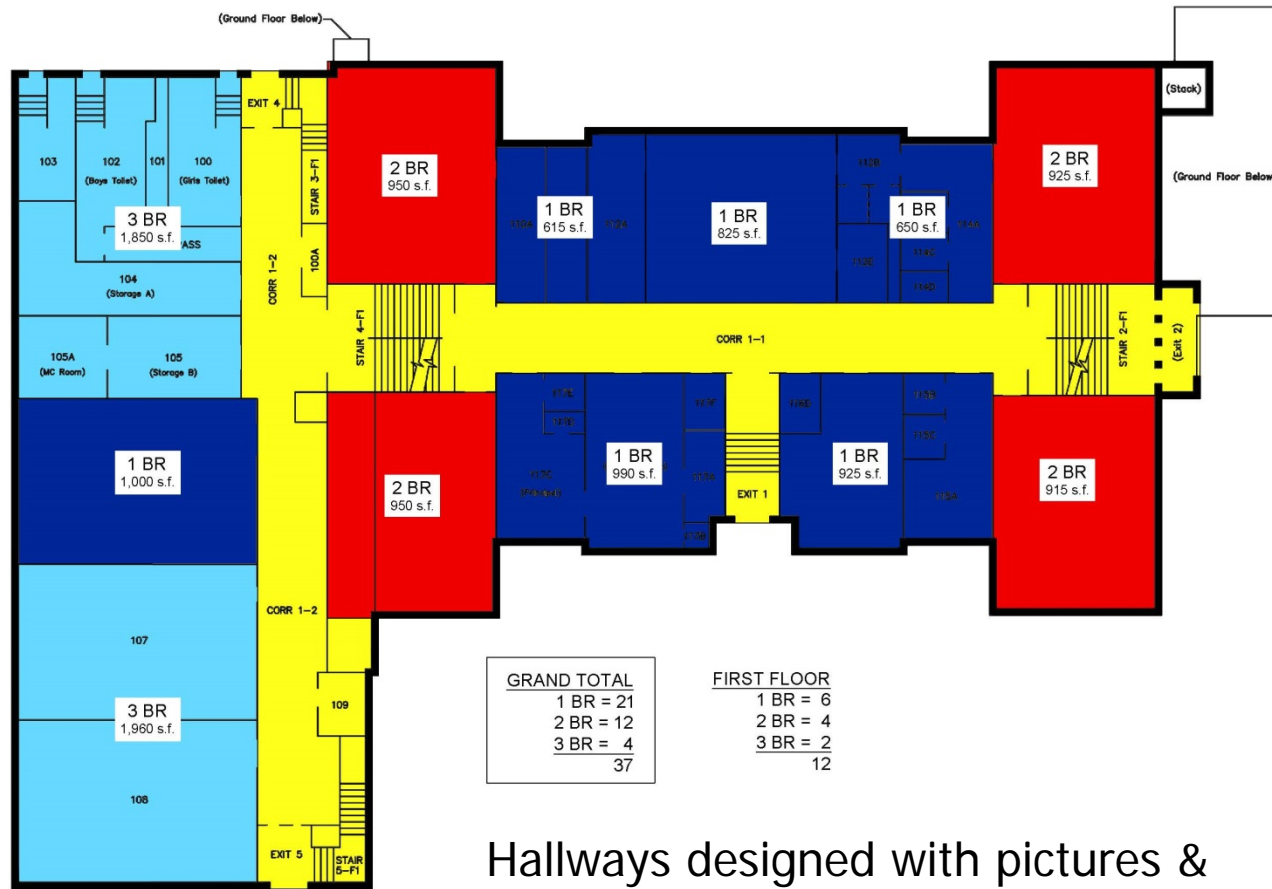 (Ground Floor Below)
EXIT 4
(Stack)
103
102
(Boys Toilet)
101
100
(Girls Toilet)
STAIR 3-F1
2 BR
950 s.f.
1 BR
615 s.f.
1 BR
825 s.f.
1 BR
650 s.f.
2 BR
925 s.f.
(Ground Floor Below)
3 BR
1,850 s.f.
PASS
100A
CORR 1-2
104
(Storage A)
STAIR 4-F1
CORR 1-1
STAIR 2-F1
(Exit 2)
105A
(MC Room)
105
(Storage B)
1 BR
1,000 s.f.
2 BR
950 s.f.
1 BR
990 s.f.
EXIT 1
1 BR
925 s.f.
2 BR
915 s.f.
CORR 1-2
107
3 BR
1,960 s.f.
109
108
EXIT 5
STAIR
5-F1
GRAND TOTAL
1 BR = 21
2 BR = 12
3 BR = 4
37
FIRST FLOOR
1 BR = 6
2 BR = 4
3 BR = 2
12
Hallways designed with pictures &